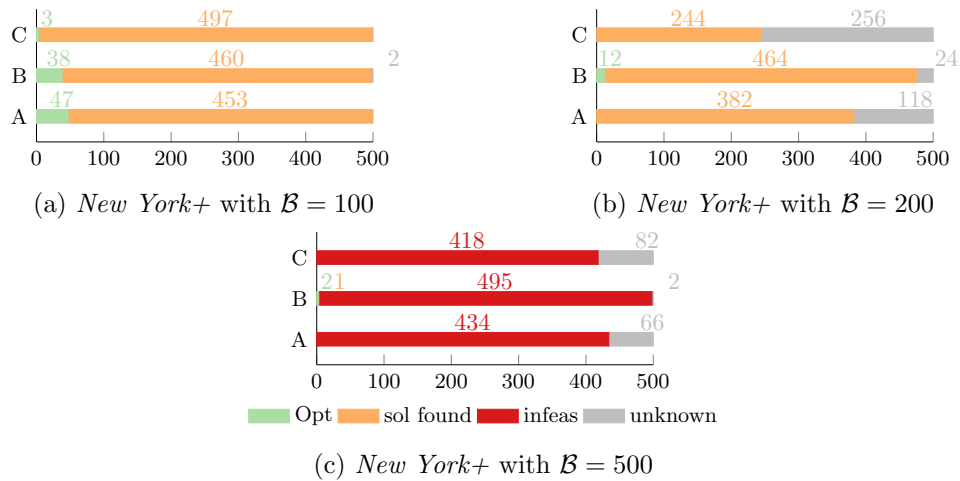 3 497
C
38 460 2
B
47 453
A
0 100 200 300 400 500
(a) New York+ with B = 100
244 256
C
12 464 24
B
382 118
A
0 100 200 300 400 500
(b) New York+ with B = 200
418 82
C
2 1 495 2
B
434 66
A
0 100 200 300 400 500
Opt sol found infeas unknown
(c) New York+ with B = 500